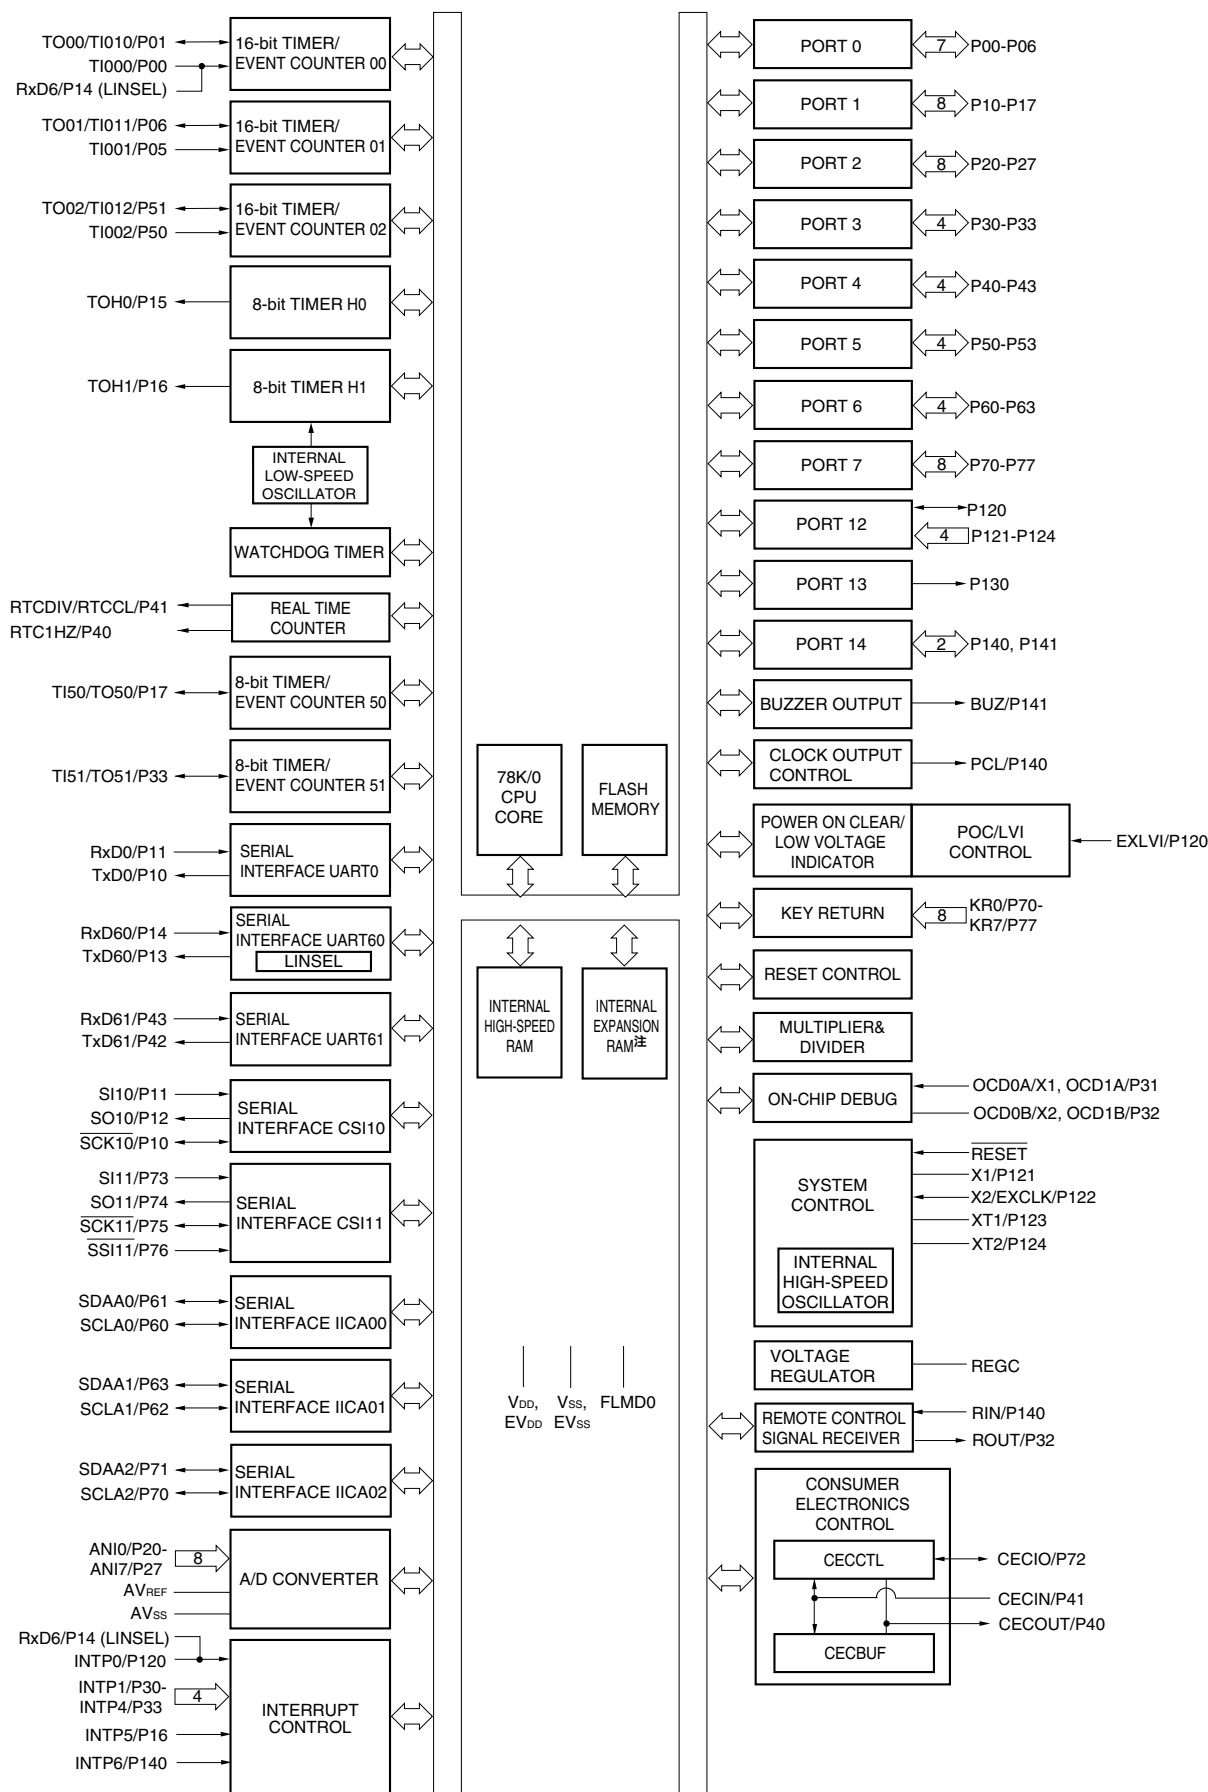 TO00/TI010/P01
TI000/P00
RxD6/P14 (LINSEL)
16-bit TIMER/
EVENT COUNTER 00
TO01/TI011/P06
TI001/P05
16-bit TIMER/
EVENT COUNTER 01
TO02/TI012/P51
TI002/P50
16-bit TIMER/
EVENT COUNTER 02
TOH0/P15
8-bit TIMER H0
TOH1/P16
8-bit TIMER H1
INTERNAL
LOW-SPEED
OSCILLATOR
WATCHDOG TIMER
RTCDIV/RTCCL/P41
RTC1HZ/P40
REAL TIME
COUNTER
TI50/TO50/P17
8-bit TIMER/
EVENT COUNTER 50
TI51/TO51/P33
8-bit TIMER/
EVENT COUNTER 51
RxD0/P11
TxD0/P10
SERIAL
INTERFACE UART0
RxD60/P14
TxD60/P13
SERIAL
INTERFACE UART60
LINSEL
RxD61/P43
TxD61/P42
SERIAL
INTERFACE UART61
SI10/P11
SO10/P12
SCK10/P10
SERIAL
INTERFACE CSI10
SI11/P73
SO11/P74
SCK11/P75
SSI11/P76
SERIAL
INTERFACE CSI11
SDAA0/P61
SCLA0/P60
SERIAL
INTERFACE IICA00
SDAA1/P63
SCLA1/P62
SERIAL
INTERFACE IICA01
SDAA2/P71
SCLA2/P70
SERIAL
INTERFACE IICA02
ANI0/P20-
ANI7/P27
8
AVREF
AVSS
A/D CONVERTER
RxD6/P14 (LINSEL)
INTP0/P120
INTP1/P30-
INTP4/P33
4
INTP5/P16
INTP6/P140
INTERRUPT
CONTROL
78K/0
CPU
CORE
FLASH
MEMORY
INTERNAL
HIGH-SPEED
RAM
INTERNAL
EXPANSION
RAM注
VDD,
EVDD
VSS,
EVSS
FLMD0
PORT 0
7
P00-P06
PORT 1
8
P10-P17
PORT 2
8
P20-P27
PORT 3
4
P30-P33
PORT 4
4
P40-P43
PORT 5
4
P50-P53
PORT 6
4
P60-P63
PORT 7
8
P70-P77
PORT 12
P120
4
P121-P124
PORT 13
P130
PORT 14
2
P140, P141
BUZZER OUTPUT
BUZ/P141
CLOCK OUTPUT
CONTROL
PCL/P140
POWER ON CLEAR/
LOW VOLTAGE
INDICATOR
POC/LVI
CONTROL
EXLVI/P120
KEY RETURN
8
KR0/P70-
KR7/P77
RESET CONTROL
MULTIPLIER&
DIVIDER
ON-CHIP DEBUG
OCD0A/X1, OCD1A/P31
OCD0B/X2, OCD1B/P32
SYSTEM
CONTROL
RESET
X1/P121
X2/EXCLK/P122
XT1/P123
XT2/P124
INTERNAL
HIGH-SPEED
OSCILLATOR
VOLTAGE
REGULATOR
REGC
REMOTE CONTROL
SIGNAL RECEIVER
RIN/P140
ROUT/P32
CONSUMER
ELECTRONICS
CONTROL
CECCTL
CECIO/P72
CECIN/P41
CECOUT/P40
CECBUF